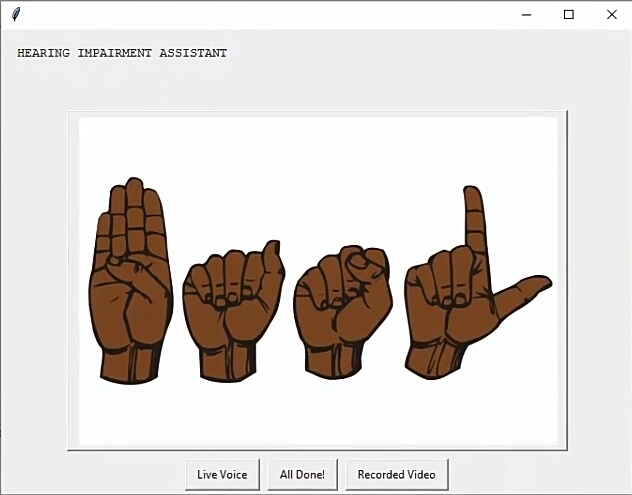 HEARING IMPAIRMENT ASSISTANT
Live Voice
All Done!
Recorded Video